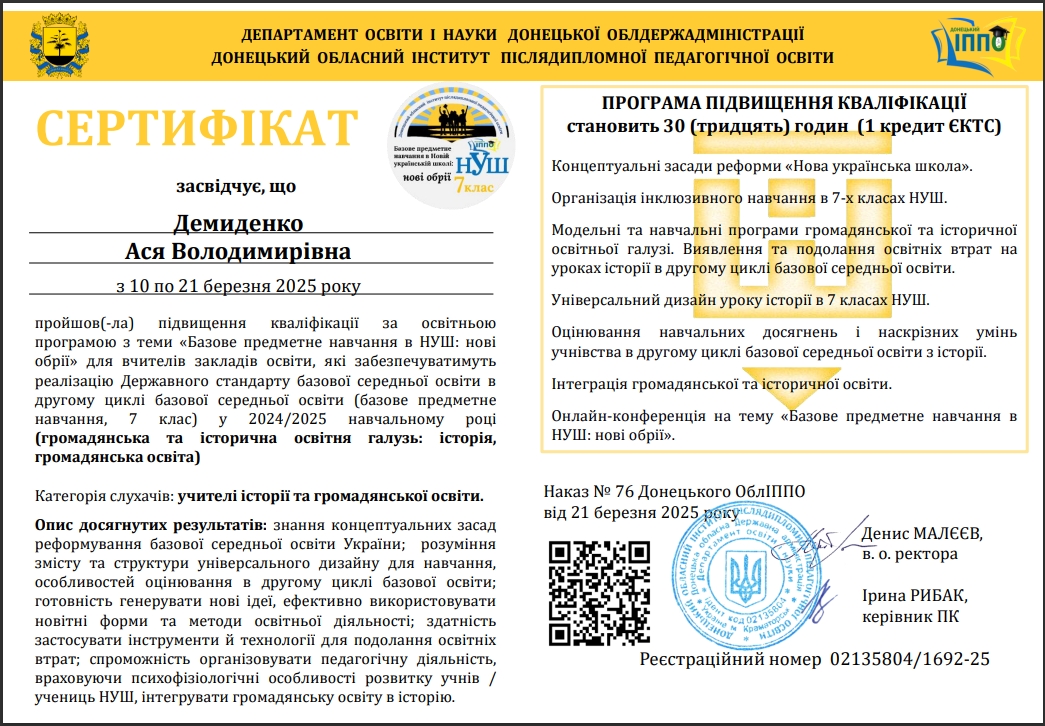 ДЕПАРТАМЕНТ ОСВІТИ І НАУКИ ДОНЕЦЬКОЇ ОБЛДЕРЖАДМІНІСТРАЦІЇ
ДОНЕЦЬКИЙ ОБЛАСНИЙ ІНСТИТУТ ПІСЛЯДИПЛОМНОЇ ПЕДАГОГІЧНОЇ ОСВІТИ
ДОНЕЦЬКИЙ
ІППО
СЕРТИФІКАТ
Базове предметне
навчання в Новій
українській школі:
нові обрії
ІППО
НУШ
7 клас
засвідчує, що
Демиденко
Ася Володимирівна
з 10 по 21 березня 2025 року
пройшов(-ла) підвищення кваліфікації за освітньою
програмою з теми «Базове предметне навчання в НУШ: нові
обрії» для вчителів закладів освіти, які забезпечуватимуть
реалізацію Державного стандарту базової середньої освіти в
другому циклі базової середньої освіти (базове предметне
навчання, 7 клас) у 2024/2025 навчальному році
(громадянська та історична освітня галузь: історія,
громадянська освіта)
Категорія слухачів: учителі історії та громадянської освіти.
Опис досягнутих результатів: знання концептуальних засад
реформування базової середньої освіти України; розуміння
змісту та структури універсального дизайну для навчання,
особливостей оцінювання в другому циклі базової освіти;
готовність генерувати нові ідеї, ефективно використовувати
новітні форми та методи освітньої діяльності; здатність
застосувати інструменти й технології для подолання освітніх
втрат; спроможність організовувати педагогічну діяльність,
враховуючи психофізіологічні особливості розвитку учнів /
учениць НУШ, інтегрувати громадянську освіту в історію.
ПРОГРАМА ПІДВИЩЕННЯ КВАЛІФІКАЦІЇ
становить 30 (тридцять) годин (1 кредит ЄКТС)
Концептуальні засади реформи «Нова українська школа».
Організація інклюзивного навчання в 7-х класах НУШ.
Модельні та навчальні програми громадянської та історичної
освітньої галузі. Виявлення та подолання освітніх втрат на
уроках історії в другому циклі базової середньої освіти.
Універсальний дизайн уроку історії в 7 класах НУШ.
Оцінювання навчальних досягнень і наскрізних умінь
учнівства в другому циклі базової середньої освіти з історії.
Інтеграція громадянської та історичної освіти.
Онлайн-конференція на тему «Базове предметне навчання в
НУШ: нові обрії».
Наказ № 76 Донецького ОблІППО
від 21 березня 2025 року
Денис МАЛЄЄВ,
в. о. ректора
Ірина РИБАК,
керівник ПК
Реєстраційний номер 02135804/1692-25